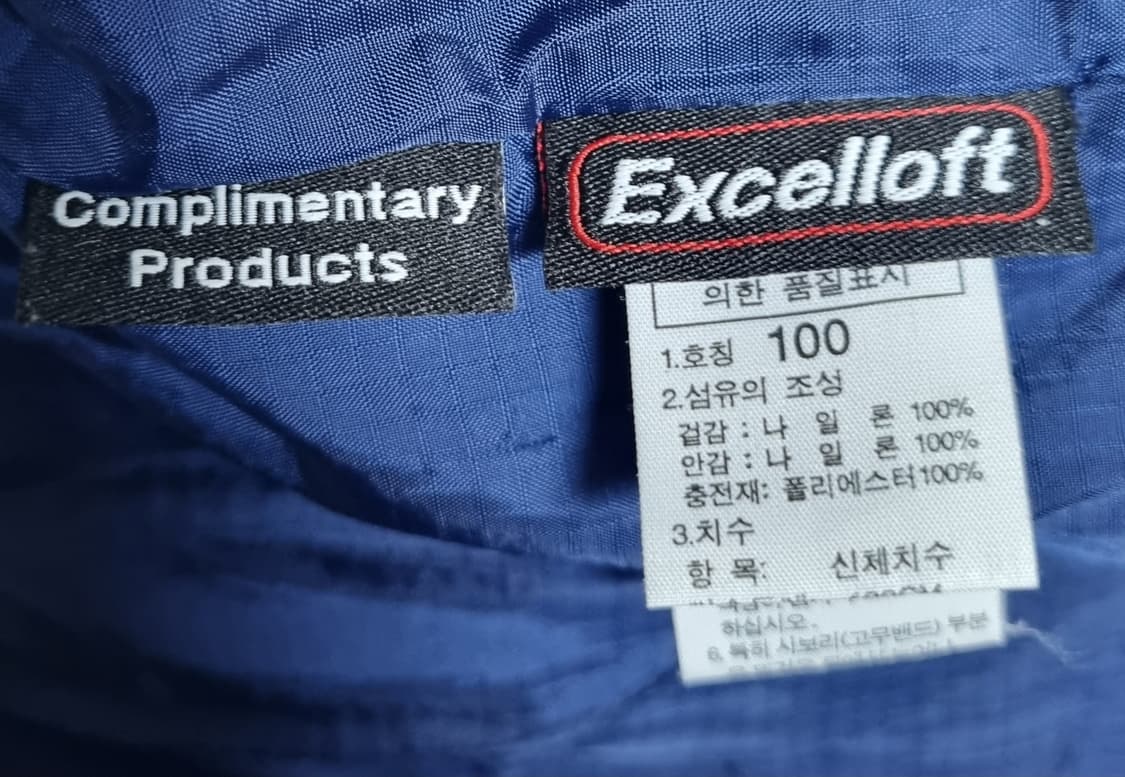 Complimentary
Products
Excelloft
의한 품질표시
1.호칭 100
2.섬유의 조성
겉감 : 나 일 론 100%
안감 : 나 일 론 100%
충전재: 폴리에스터100%
3.치수
항 목: 신체치수
하십시오.
6. 특히 시보리(고무밴드) 부분